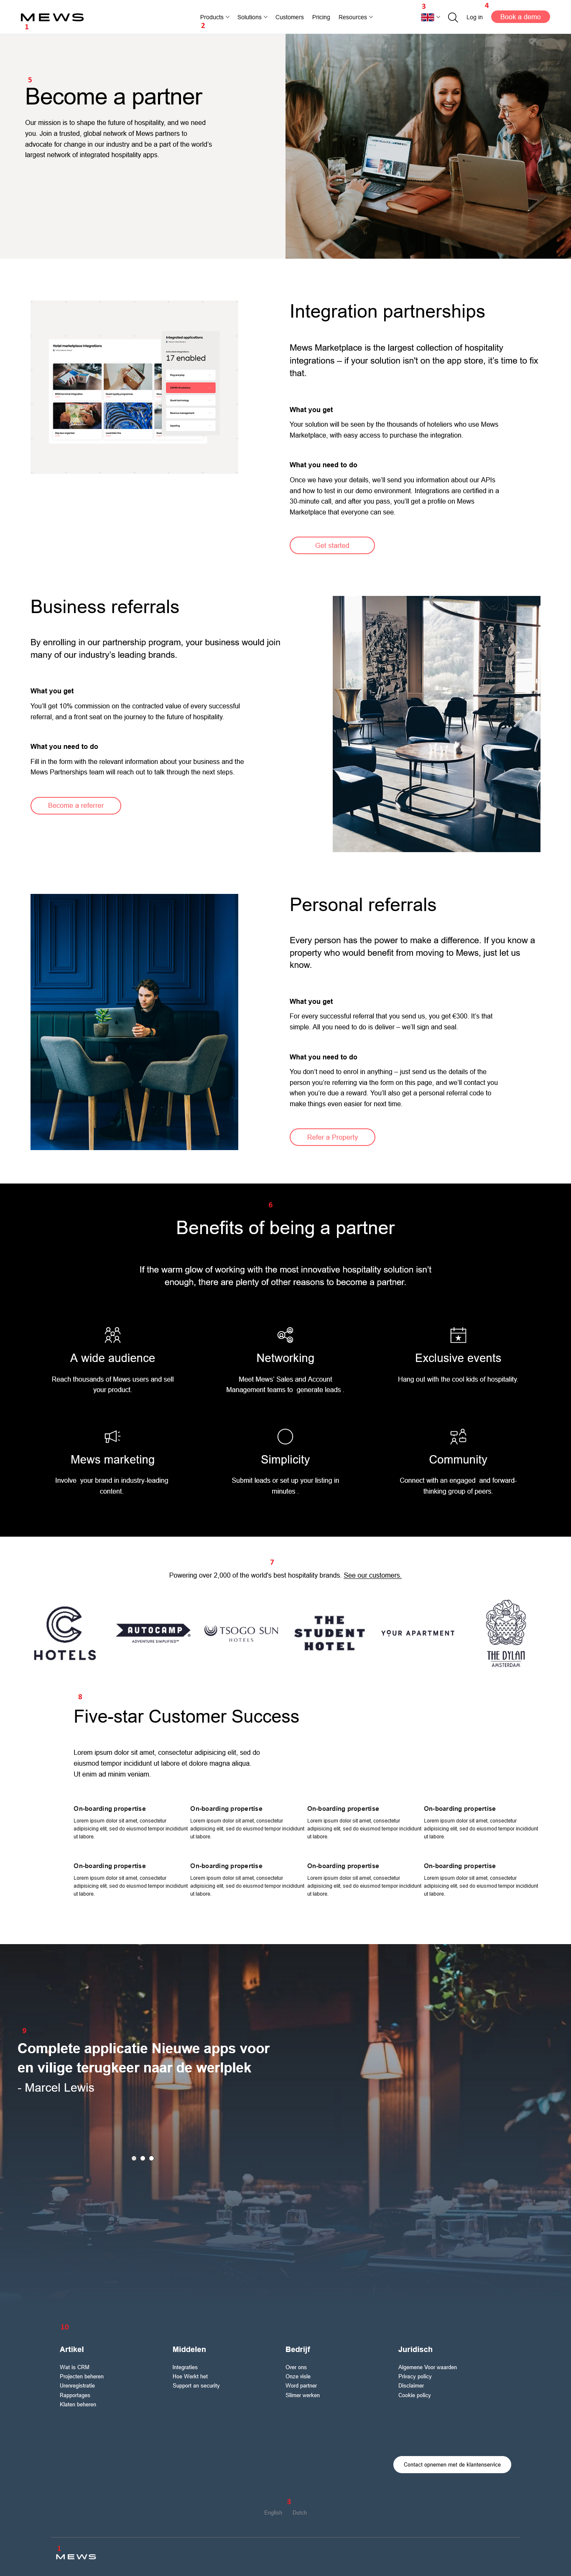 MEWS
1
Products
2
Solutions
Customers
Pricing
Resources
3
Log in
4
Book a demo
5
Become a partner
Our mission is to shape the future of hospitality, and we need
you. Join a trusted, global network of Mews partners to
advocate for change in our industry and be a part of the world's
largest network of integrated hospitality apps.
Hotel marketplace integrations
Integrated applications
17 enabled
Integration partnerships
Mews Marketplace is the largest collection of hospitality
integrations – if your solution isn't on the app store, it's time to fix
that.
What you get
Your solution will be seen by the thousands of hoteliers who use Mews
Marketplace, with easy access to purchase the integration.
What you need to do
Once we have your details, we'll send you information about our APIs
and how to test in our demo environment. Integrations are certified in a
30-minute call, and after you pass, you'll get a profile on Mews
Marketplace that everyone can see.
Get started
Business referrals
By enrolling in our partnership program, your business would join
many of our industry's leading brands.
What you get
You'll get 10% commission on the contracted value of every successful
referral, and a front seat on the journey to the future of hospitality.
What you need to do
Fill in the form with the relevant information about your business and the
Mews Partnerships team will reach out to talk through the next steps.
Become a referrer
Personal referrals
Every person has the power to make a difference. If you know a
property who would benefit from moving to Mews, just let us
know.
What you get
For every successful referral that you send us, you get €300. It's that
simple. All you need to do is deliver – we'll sign and seal.
What you need to do
You don't need to enrol in anything – just send us the details of the
person you're referring via the form on this page, and we'll contact you
when you're due a reward. You'll also get a personal referral code to
make things even easier for next time.
Refer a Property
6
Benefits of being a partner
If the warm glow of working with the most innovative hospitality solution isn't
enough, there are plenty of other reasons to become a partner.
A wide audience
Reach thousands of Mews users and sell
your product.
Networking
Meet Mews' Sales and Account
Management teams to generate leads .
Exclusive events
Hang out with the cool kids of hospitality.
Mews marketing
Involve your brand in industry-leading
content.
Simplicity
Submit leads or set up your listing in
minutes .
Community
Connect with an engaged and forward-
thinking group of peers.
7
Powering over 2,000 of the world's best hospitality brands. See our customers.
HOTELS
AUTOCAMP
ADVENTURE SIMPLIFIED™
TSOGO SUN
HOTELS
THE
STUDENT
HOTEL
YOUR APARTMENT
THE DYLAN
AMSTERDAM
8
Five-star Customer Success
Lorem ipsum dolor sit amet, consectetur adipisicing elit, sed do
eiusmod tempor incididunt ut labore et dolore magna aliqua.
Ut enim ad minim veniam.
On-boarding propertise
Lorem ipsum dolor sit amet, consectetur
adipisicing elit, sed do eiusmod tempor incididunt
ut labore.
On-boarding propertise
Lorem ipsum dolor sit amet, consectetur
adipisicing elit, sed do eiusmod tempor incididunt
ut labore.
On-boarding propertise
Lorem ipsum dolor sit amet, consectetur
adipisicing elit, sed do eiusmod tempor incididunt
ut labore.
On-boarding propertise
Lorem ipsum dolor sit amet, consectetur
adipisicing elit, sed do eiusmod tempor incididunt
ut labore.
On-boarding propertise
Lorem ipsum dolor sit amet, consectetur
adipisicing elit, sed do eiusmod tempor incididunt
ut labore.
On-boarding propertise
Lorem ipsum dolor sit amet, consectetur
adipisicing elit, sed do eiusmod tempor incididunt
ut labore.
On-boarding propertise
Lorem ipsum dolor sit amet, consectetur
adipisicing elit, sed do eiusmod tempor incididunt
ut labore.
On-boarding propertise
Lorem ipsum dolor sit amet, consectetur
adipisicing elit, sed do eiusmod tempor incididunt
ut labore.
9
Complete applicatie Nieuwe apps voor
en vilige terugkeer naar de werlplek
- Marcel Lewis
10
Artikel
Wat is CRM
Projecten beheren
Urenregistratie
Rapportages
Klaten beheren
Middelen
Integraties
Hoe Werkt het
Support an security
Bedrijf
Over ons
Onze visie
Word partner
Slimer werken
Juridisch
Algemene Voor waarden
Privacy policy
Disclaimer
Cookie policy
Contact opnemen met de klantenservice
3
English
Dutch
1
MEWS